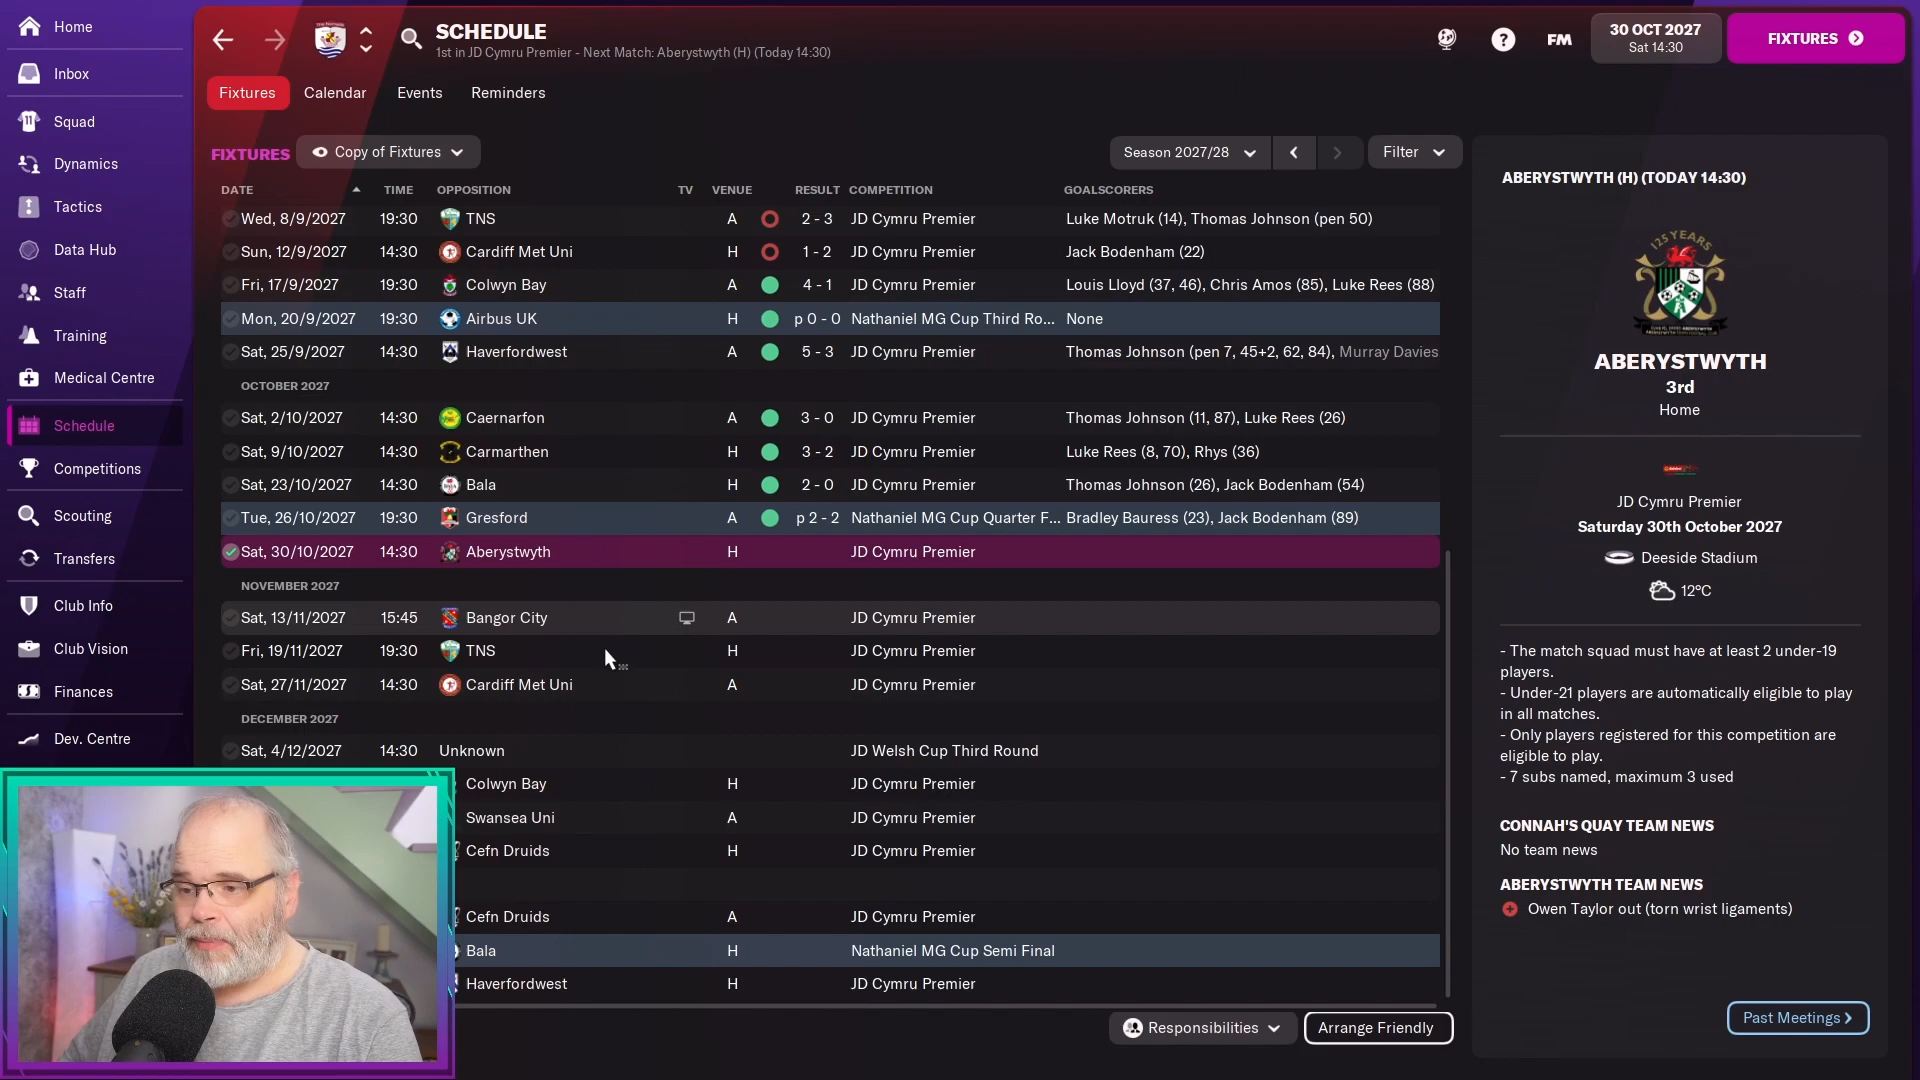 Home
Inbox
Squad
Dynamics
Tactics
Data Hub
Staff
Training
Medical Centre
Schedule
Competitions
Scouting
Transfers
Club Info
Club Vision
Finances
Dev. Centre
SCHEDULE
1st in JD Cymru Premier - Next Match: Aberystwyth (H) (Today 14:30)
FM
30 OCT 2027
Sat 14:30
FIXTURES
Fixtures Calendar Events Reminders
FIXTURES Copy of Fixtures Season 2027/28 Filter
DATE TIME OPPOSITION TV VENUE RESULT COMPETITION GOALSCORERS
Wed, 8/9/2027 19:30 TNS A 2 - 3 JD Cymru Premier Luke Motruk (14), Thomas Johnson (pen 50)
Sun, 12/9/2027 14:30 Cardiff Met Uni H 1 - 2 JD Cymru Premier Jack Bodenham (22)
Fri, 17/9/2027 19:30 Colwyn Bay A 4 - 1 JD Cymru Premier Louis Lloyd (37, 46), Chris Amos (85), Luke Rees (88)
Mon, 20/9/2027 19:30 Airbus UK H p 0 - 0 Nathaniel MG Cup Third Ro... None
Sat, 25/9/2027 14:30 Haverfordwest A 5 - 3 JD Cymru Premier Thomas Johnson (pen 7, 45+2, 62, 84), Murray Davies
OCTOBER 2027
Sat, 2/10/2027 14:30 Caernarfon A 3 - 0 JD Cymru Premier Thomas Johnson (11, 87), Luke Rees (26)
Sat, 9/10/2027 14:30 Carmarthen H 3 - 2 JD Cymru Premier Luke Rees (8, 70), Rhys (36)
Sat, 23/10/2027 14:30 Bala H 2 - 0 JD Cymru Premier Thomas Johnson (26), Jack Bodenham (54)
Tue, 26/10/2027 19:30 Gresford A p 2 - 2 Nathaniel MG Cup Quarter F... Bradley Bauress (23), Jack Bodenham (89)
Sat, 30/10/2027 14:30 Aberystwyth H JD Cymru Premier
NOVEMBER 2027
Sat, 13/11/2027 15:45 Bangor City A JD Cymru Premier
Fri, 19/11/2027 19:30 TNS H JD Cymru Premier
Sat, 27/11/2027 14:30 Cardiff Met Uni A JD Cymru Premier
DECEMBER 2027
Sat, 4/12/2027 14:30 Unknown JD Welsh Cup Third Round
Colwyn Bay H JD Cymru Premier
Swansea Uni A JD Cymru Premier
Cefn Druids H JD Cymru Premier
Cefn Druids A JD Cymru Premier
Bala H Nathaniel MG Cup Semi Final
Haverfordwest H JD Cymru Premier
Responsibilities Arrange Friendly
ABERYSTWYTH (H) (TODAY 14:30)
125 YEARS
ABERYSTWYTH
3rd
Home
JD Cymru Premier
Saturday 30th October 2027
Deeside Stadium
12°C
- The match squad must have at least 2 under-19
players.
- Under-21 players are automatically eligible to play
in all matches.
- Only players registered for this competition are
eligible to play.
- 7 subs named, maximum 3 used
CONNAH'S QUAY TEAM NEWS
No team news
ABERYSTWYTH TEAM NEWS
Owen Taylor out (torn wrist ligaments)
Past Meetings